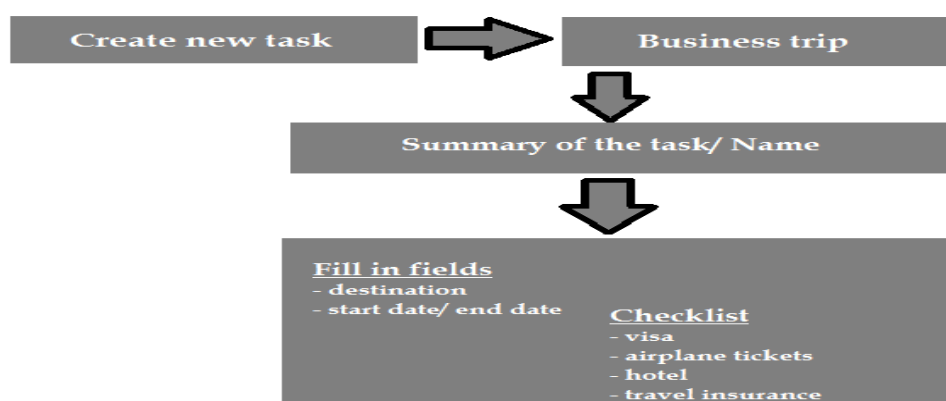 Create new task
Business trip
Summary of the task/ Name
Fill in fields
- destination
- start date/ end date
Checklist
- visa
- airplane tickets
- hotel
- travel insurance